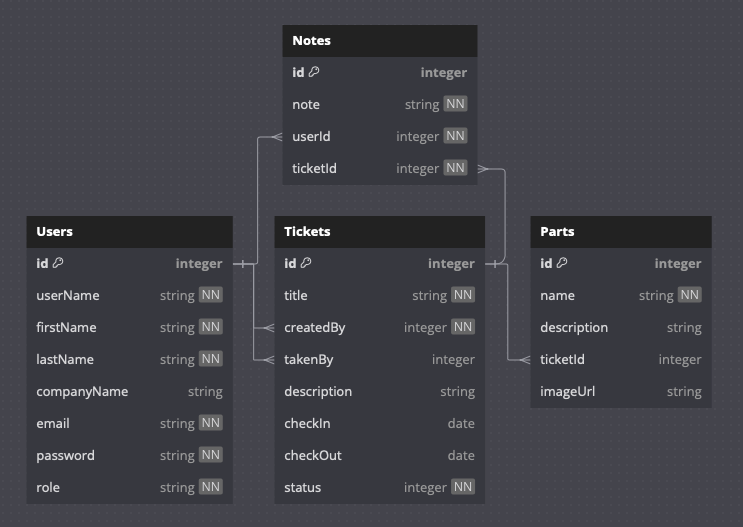 Notes
id integer
note string NN
userId integer NN
ticketId integer NN
Users
id integer
userName string NN
firstName string NN
lastName string NN
companyName string
email string NN
password string NN
role string NN
Tickets
id integer
title string NN
createdBy integer NN
takenBy integer
description string
checkIn date
checkOut date
status integer NN
Parts
id integer
name string NN
description string
ticketId integer
imageUrl string